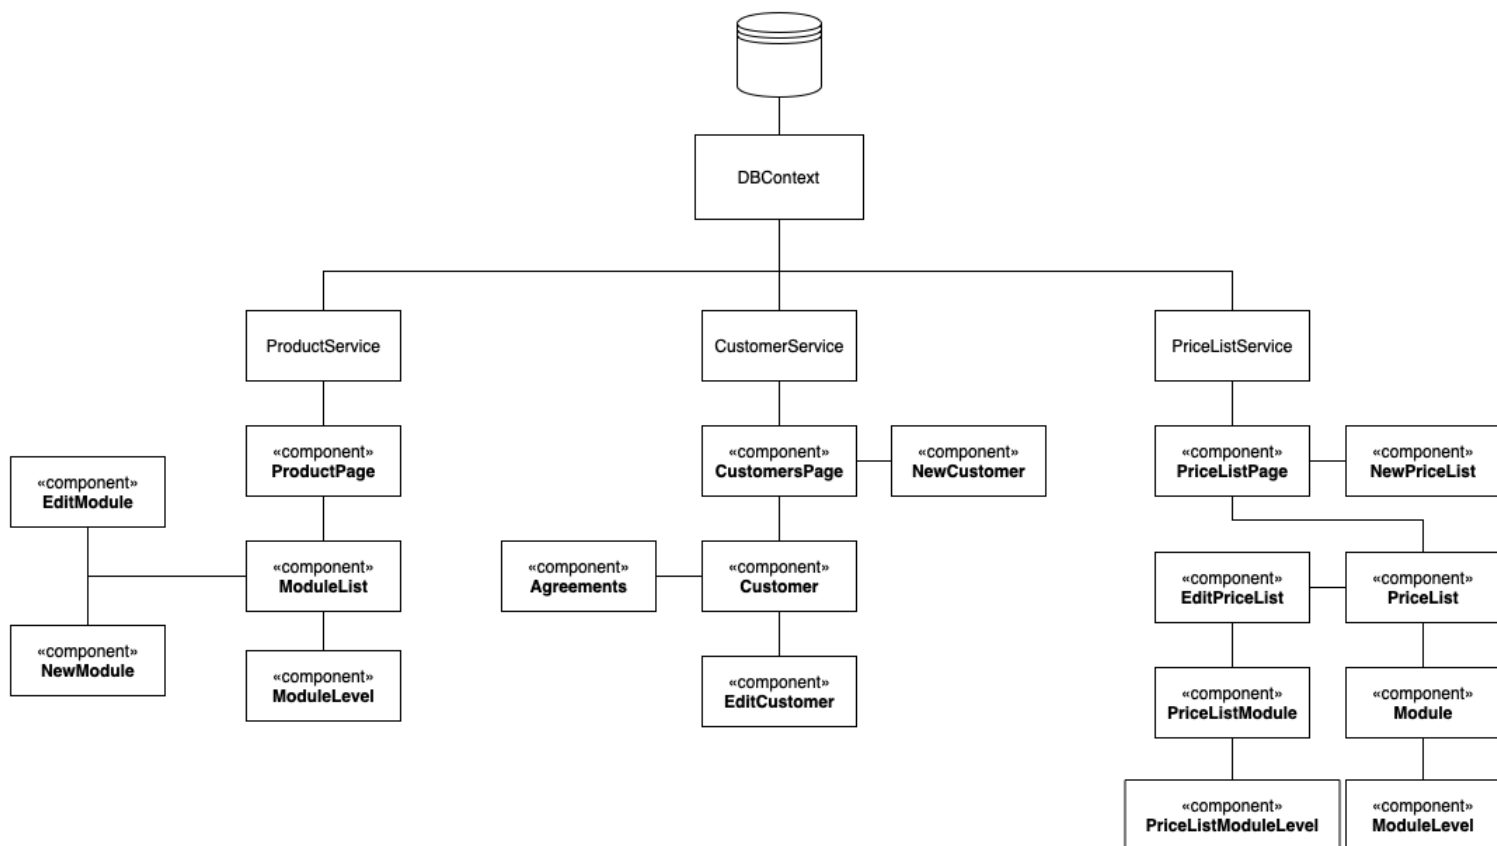 DBContext
ProductService
CustomerService
PriceListService
«component»
ProductPage
«component»
CustomersPage
«component»
NewCustomer
«component»
PriceListPage
«component»
NewPriceList
«component»
EditModule
«component»
ModuleList
«component»
Agreements
«component»
Customer
«component»
EditPriceList
«component»
PriceList
«component»
NewModule
«component»
ModuleLevel
«component»
EditCustomer
«component»
PriceListModule
«component»
Module
«component»
PriceListModuleLevel
«component»
ModuleLevel